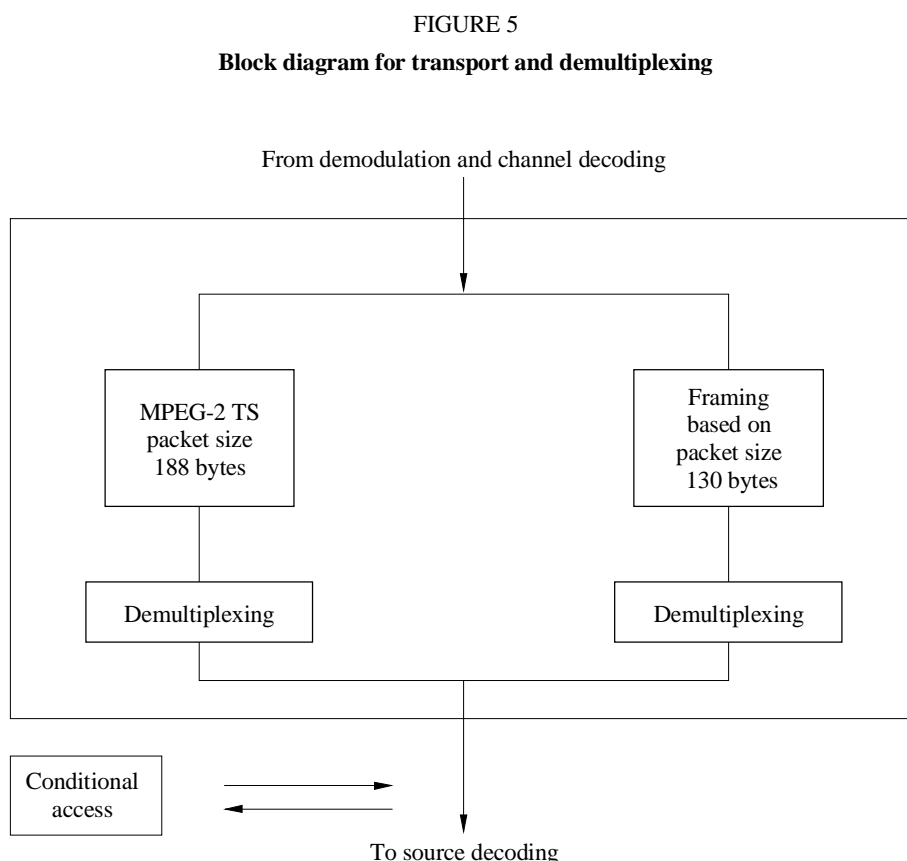 FIGURE 5
Block diagram for transport and demultiplexing
From demodulation and channel decoding
MPEG-2 TS
packet size
188 bytes
Framing
based on
packet size
130 bytes
Demultiplexing
Demultiplexing
Conditional
access
To source decoding